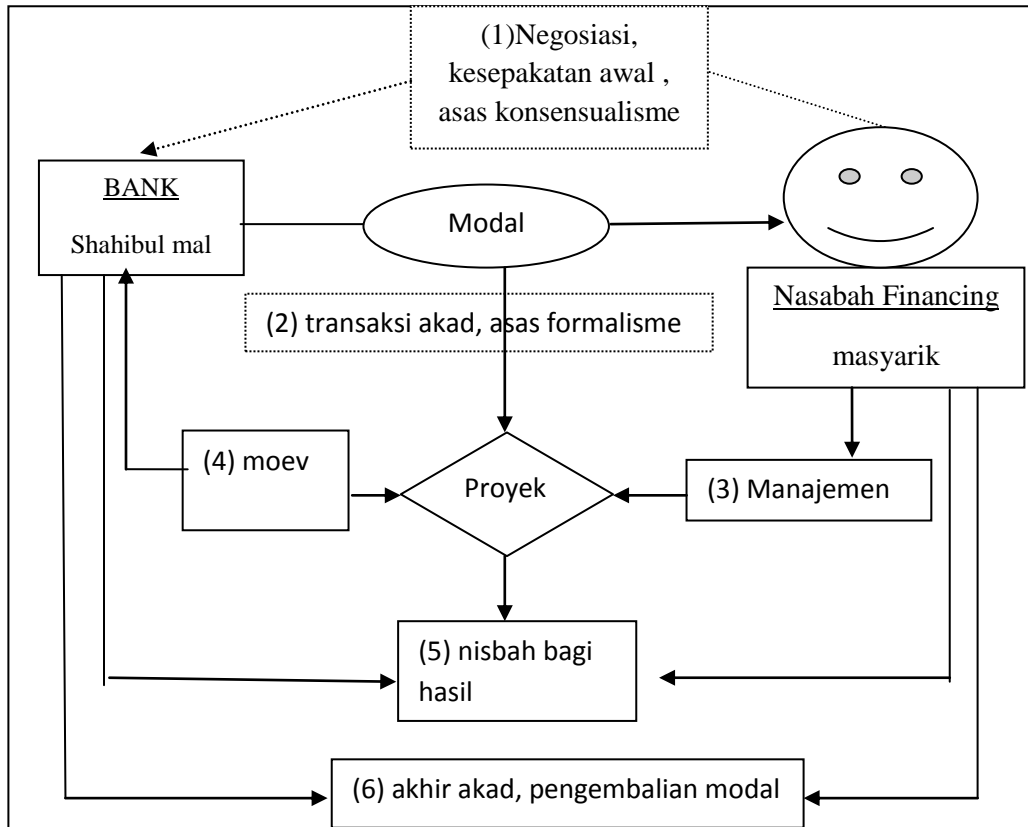 (1)Negosiasi,
kesepakatan awal ,
asas konsensualisme
BANK
Shahibul mal
Modal
Nasabah Financing
masyarik
(2) transaksi akad, asas formalisme
(4) moev
Proyek
(3) Manajemen
(5) nisbah bagi
hasil
(6) akhir akad, pengembalian modal